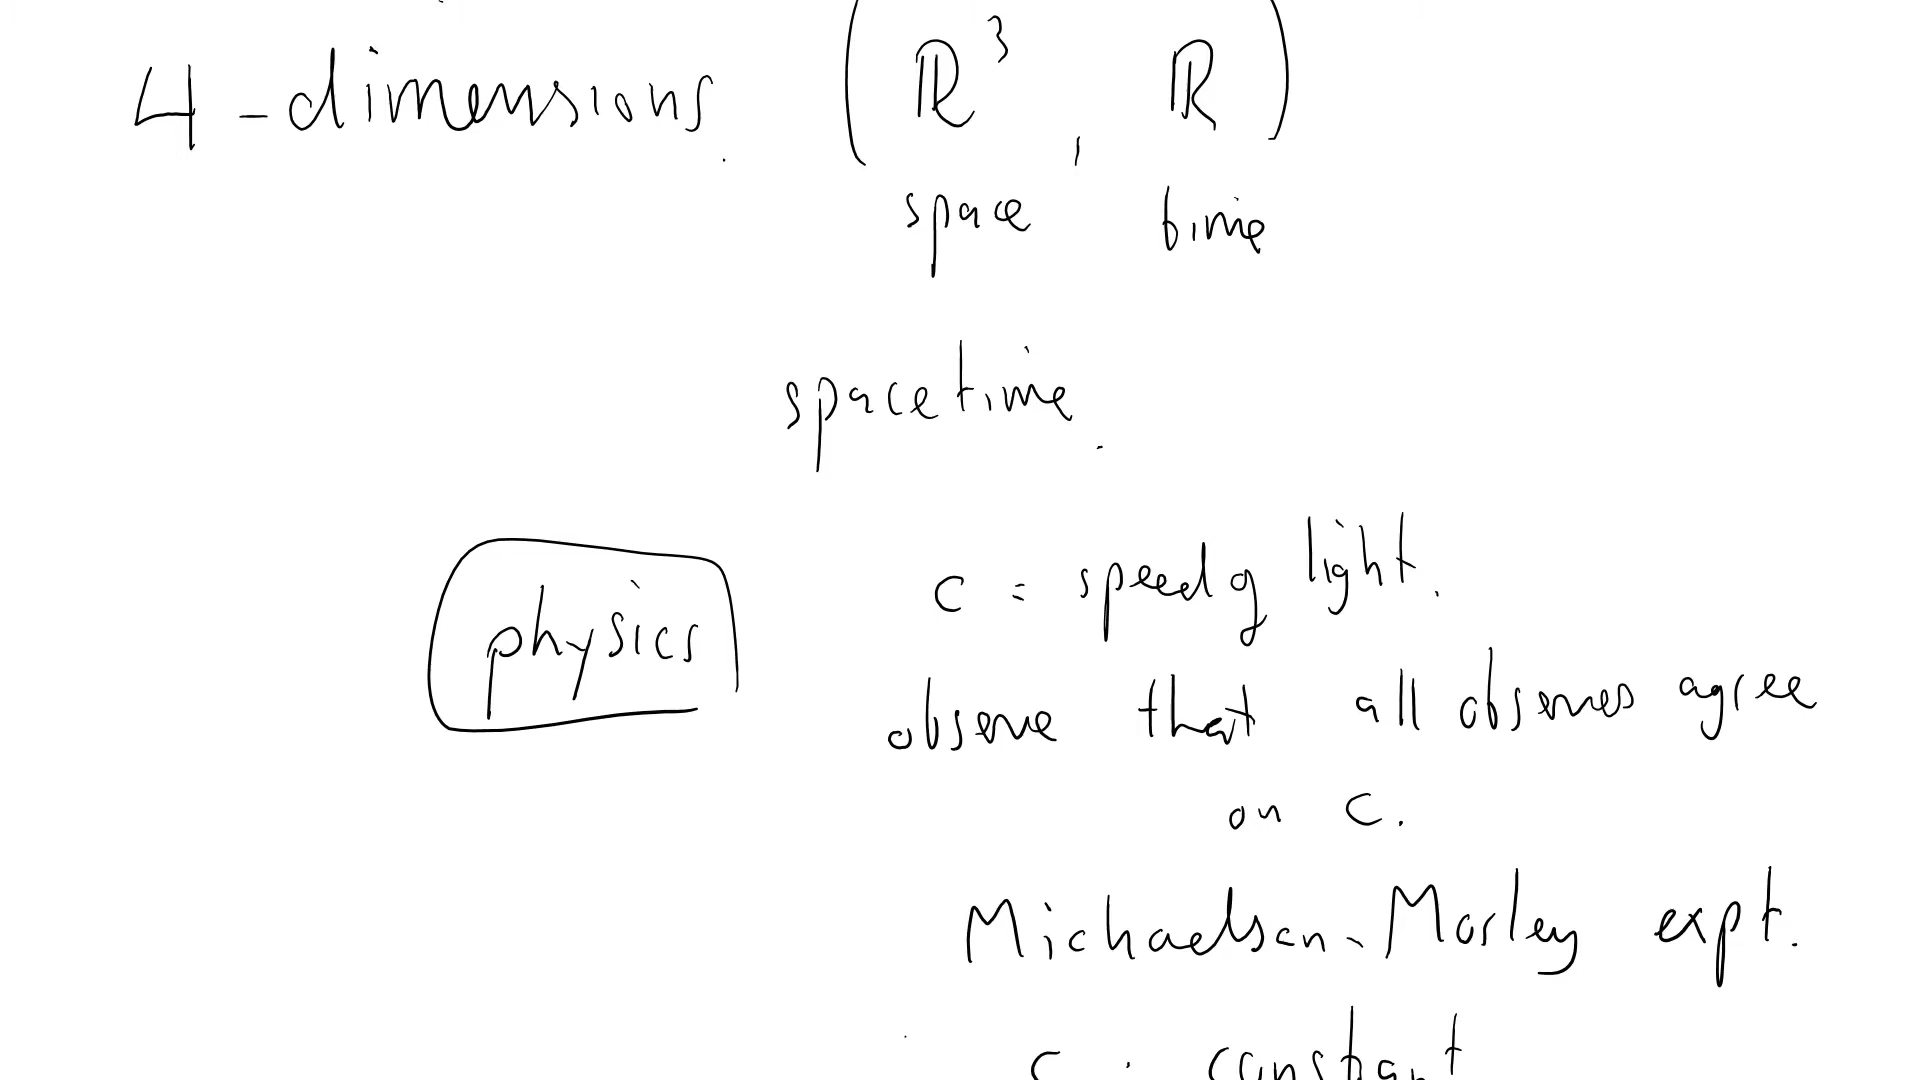 4-dimensions. (ℝ³, ℝ)
space time
spacetime.
physics
c = speed of light.
observe that all observers agree
on c.
Michaelson-Morley expt.
c . constant